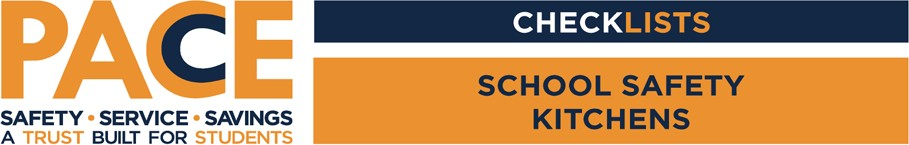 PACE
SAFETY • SERVICE • SAVINGS
A TRUST BUILT FOR STUDENTS
CHECKLISTS
SCHOOL SAFETY
KITCHENS